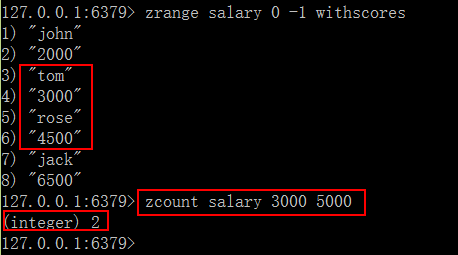 127.0.0.1:6379> zrange salary 0 -1 withscores
1) "john"
2) "2000"
3) "tom"
4) "3000"
5) "rose"
6) "4500"
7) "jack"
8) "6500"
127.0.0.1:6379> zcount salary 3000 5000
(integer) 2
127.0.0.1:6379>